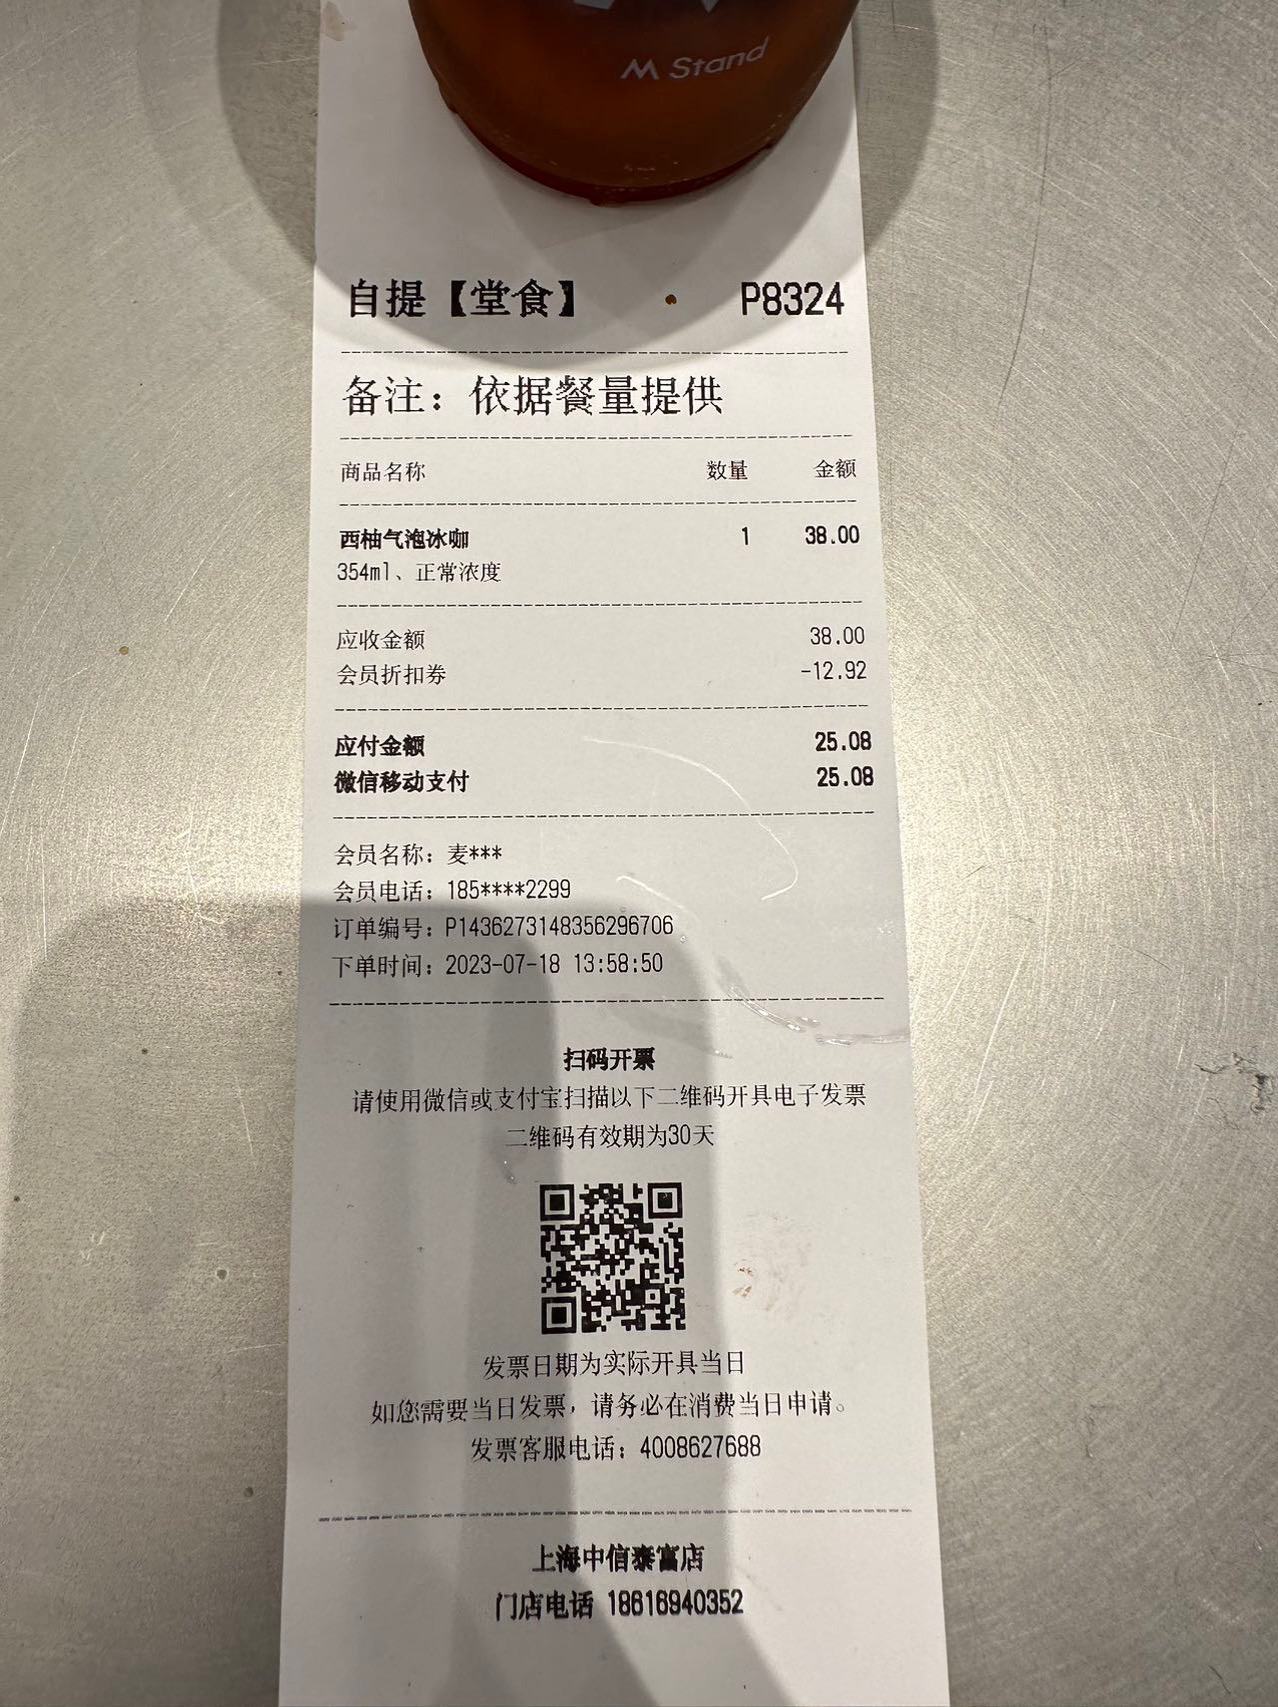 M Stand
自提【堂食】 P8324
备注：依据餐量提供
商品名称 数量 金额
西柚气泡冰咖 1 38.00
354ml、正常浓度
应收金额 38.00
会员折扣券 -12.92
应付金额 25.08
微信移动支付 25.08
会员名称：麦***
会员电话：185****2299
订单编号：P1436273148356296706
下单时间：2023-07-18 13:58:50
扫码开票
请使用微信或支付宝扫描以下二维码开具电子发票
二维码有效期为30天
发票日期为实际开具当日
如您需要当日发票，请务必在消费当日申请。
发票客服电话：4008627688
上海中信泰富店
门店电话 18616940352